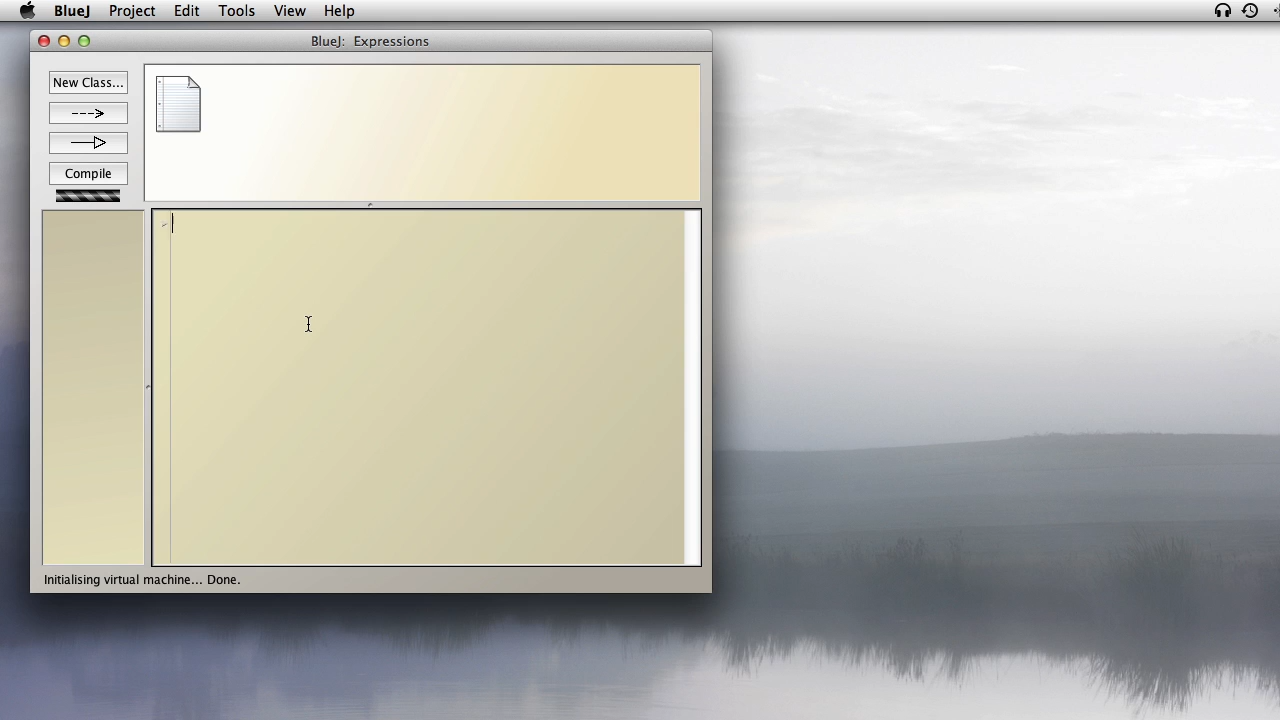 BlueJ Project Edit Tools View Help
BlueJ: Expressions
New Class...
Compile
Initialising virtual machine... Done.